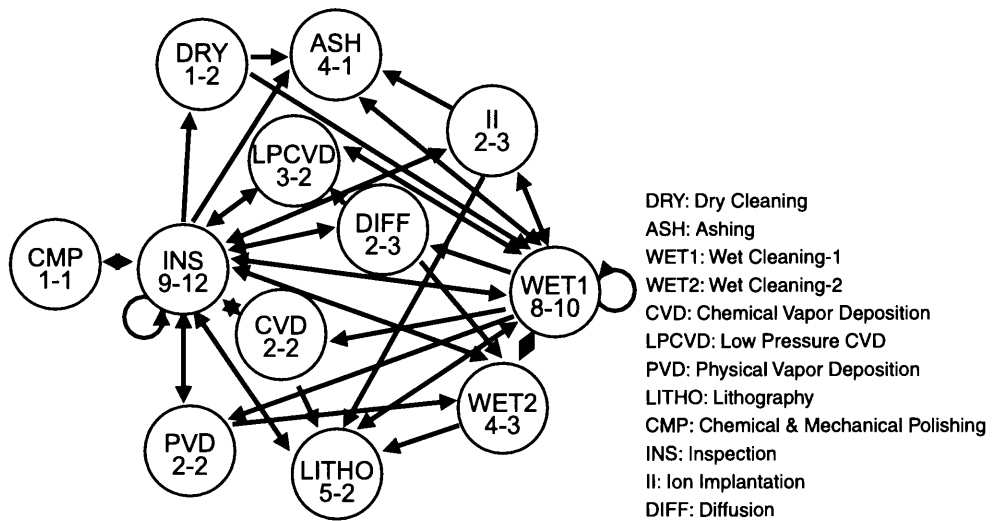 DRY
1-2
ASH
4-1
II
2-3
LPCVD
3-2
DIFF
2-3
CMP
1-1
INS
9-12
WET1
8-10
CVD
2-2
WET2
4-3
PVD
2-2
LITHO
5-2
DRY: Dry Cleaning
ASH: Ashing
WET1: Wet Cleaning-1
WET2: Wet Cleaning-2
CVD: Chemical Vapor Deposition
LPCVD: Low Pressure CVD
PVD: Physical Vapor Deposition
LITHO: Lithography
CMP: Chemical & Mechanical Polishing
INS: Inspection
II: Ion Implantation
DIFF: Diffusion